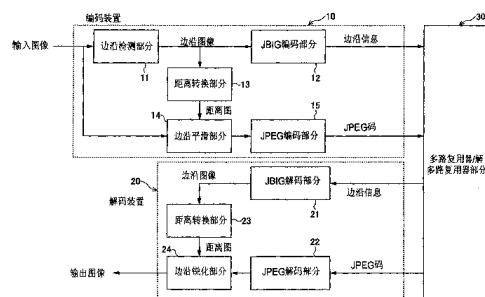 编码装置
10
30
输入图像
边沿检测部分
边沿图像
JBIG编码部分
边沿信息
11
12
距离转换部分
13
距离图
14
15
边沿平滑部分
JPEG编码部分
JPEG码
多路复用器/解
多路复用器部分
20
解码装置
边沿图像
JBIG解码部分
边沿信息
21
距离转换部分
23
距离图
24
22
输出图像
边沿锐化部分
JPEG解码部分
JPEG码